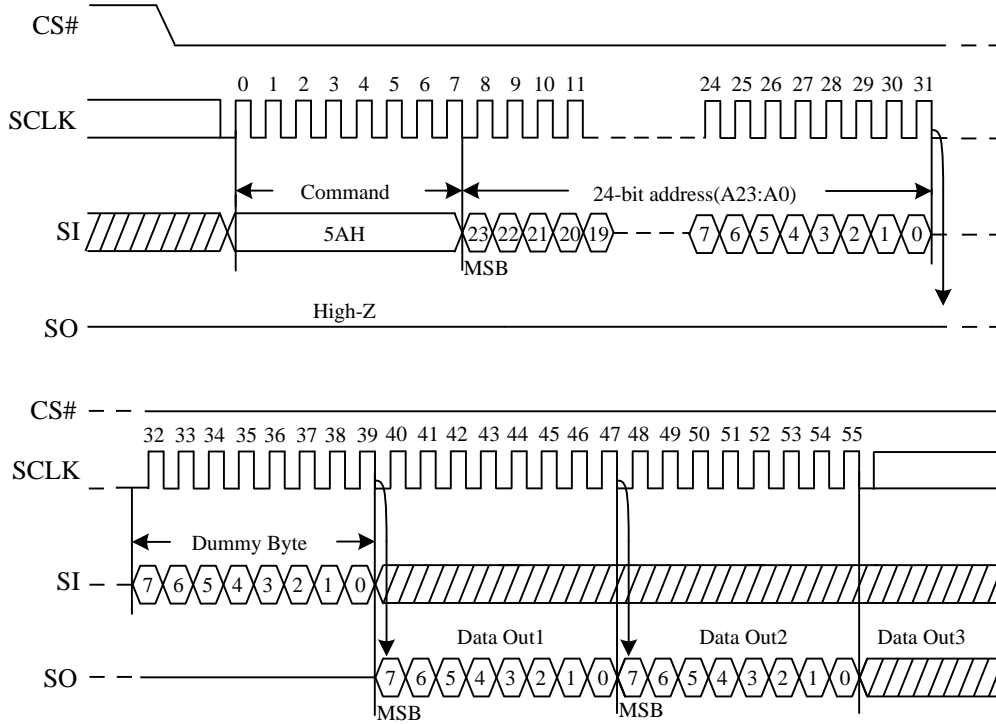 CS#
0 1 2 3 4 5 6 7 8 9 10 11 24 25 26 27 28 29 30 31
SCLK
Command 24-bit address(A23:A0)
SI 5AH 23 22 21 20 19 7 6 5 4 3 2 1 0
MSB
High-Z
SO
CS#
32 33 34 35 36 37 38 39 40 41 42 43 44 45 46 47 48 49 50 51 52 53 54 55
SCLK
Dummy Byte
SI 7 6 5 4 3 2 1 0
Data Out1 Data Out2 Data Out3
SO 7 6 5 4 3 2 1 0 7 6 5 4 3 2 1 0
MSB MSB